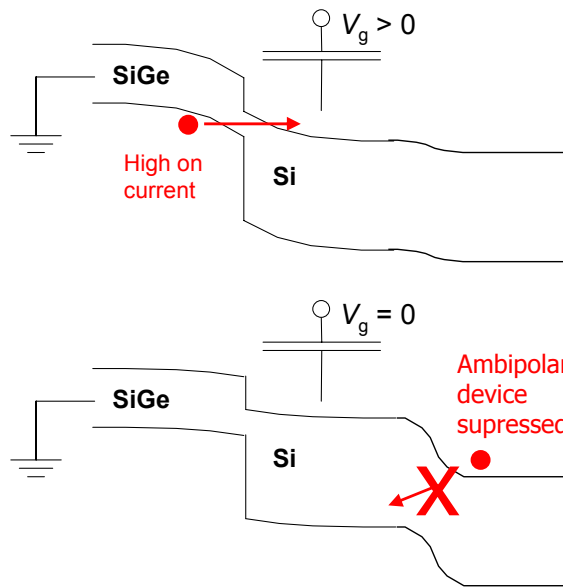 V_g > 0
SiGe
High on
current
Si
V_g = 0
Ambipolar
device
supressed
SiGe
Si
X